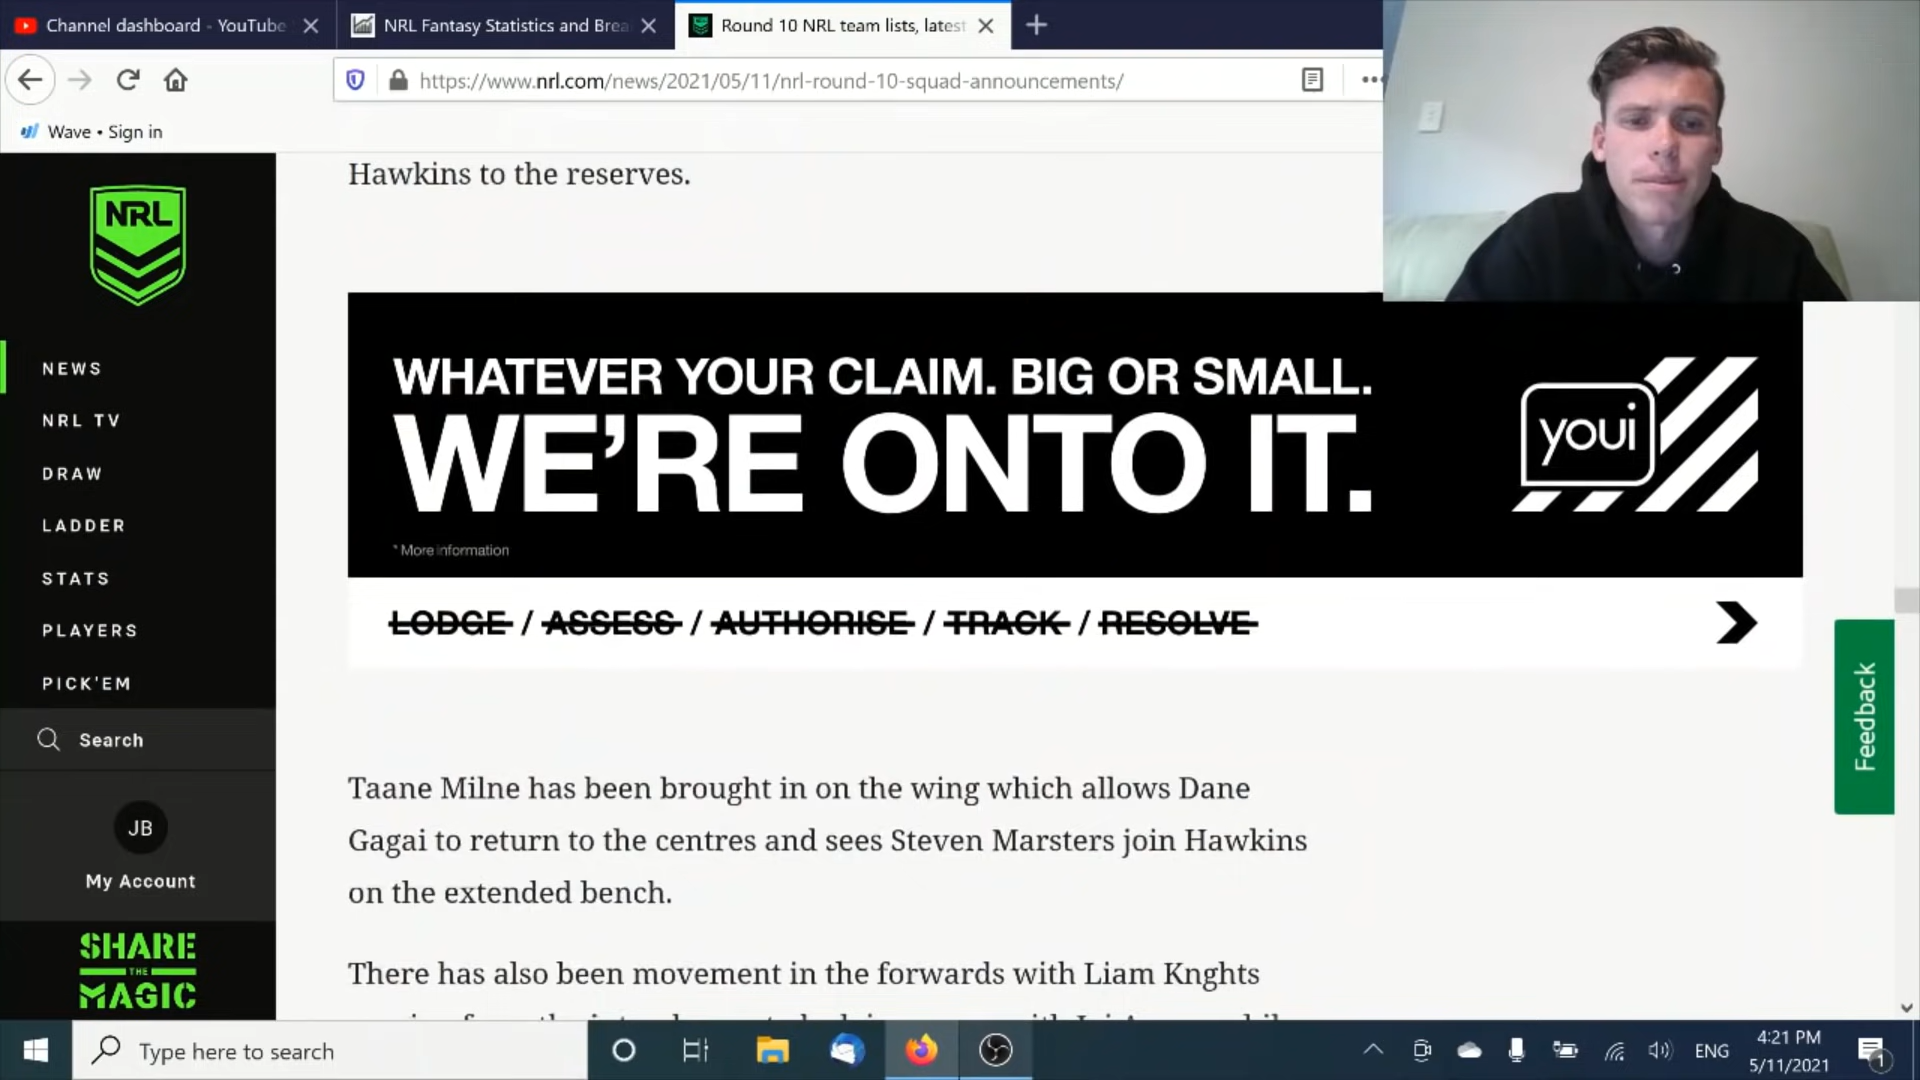 Channel dashboard - YouTube
NRL Fantasy Statistics and Brea
Round 10 NRL team lists, latest
https://www.nrl.com/news/2021/05/11/nrl-round-10-squad-announcements/
Wave • Sign in
NRL
NEWS
NRL TV
DRAW
LADDER
STATS
PLAYERS
PICK'EM
Search
JB
My Account
SHARE
THE
MAGIC
Hawkins to the reserves.
WHATEVER YOUR CLAIM. BIG OR SMALL.
WE'RE ONTO IT.
youi
* More information
LODGE / ASSESS / AUTHORISE / TRACK / RESOLVE
Feedback
Taane Milne has been brought in on the wing which allows Dane
Gagai to return to the centres and sees Steven Marsters join Hawkins
on the extended bench.
There has also been movement in the forwards with Liam Knghts
Type here to search
ENG
4:21 PM
5/11/2021
1